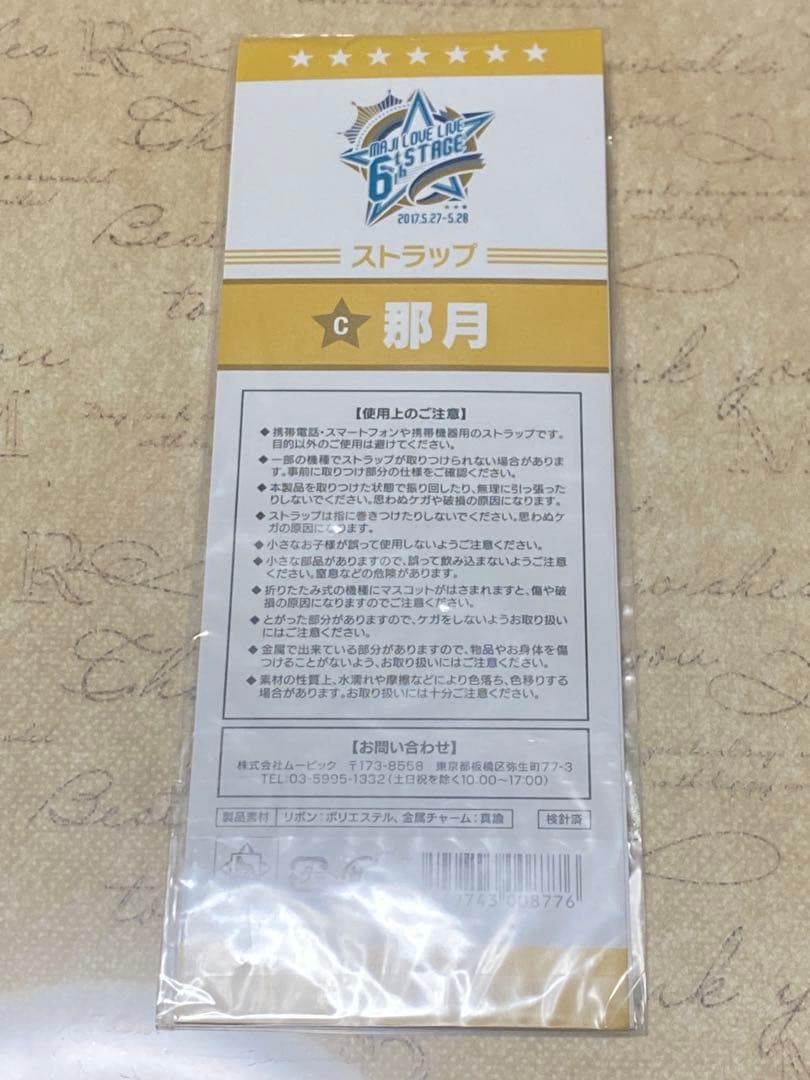 MAJI LOVE LIVE
6th STAGE
2017.5.27-5.28
ストラップ
C 那月
【使用上のご注意】
◆携帯電話・スマートフォンや携帯機器用のストラップです。
目的以外のご使用は避けてください。
◆一部の機種でストラップが取りつけられない場合がありま
す。事前に取りつけ部分の仕様をご確認ください。
◆本製品を取りつけた状態で振り回したり、無理に引っ張った
りしないでください。思わぬケガや破損の原因になります。
◆ストラップは指に巻きつけたりしないでください。思わぬケ
ガの原因になります。
◆小さなお子様が誤って使用しないようご注意ください。
◆小さな部品がありますので、誤って飲み込まないようご注意
ください。窒息などの危険があります。
◆折りたたみ式の機種にマスコットがはさまれますと、傷や破
損の原因になりますのでご注意ください。
◆とがった部分がありますので、ケガをしないようお取り扱い
にはご注意ください。
◆金属で出来ている部分がありますので、物品やお身体を傷
つけることがないよう、お取り扱いにはご注意ください。
◆素材の性質上、水濡れや摩擦などにより色落ち、色移りする
場合があります。お取り扱いには十分ご注意ください。
【お問い合わせ】
株式会社ムービック 〒173-8558 東京都板橋区弥生町77-3
TEL:03-5995-1332(土日祝を除く10:00~17:00)
製品素材 リボン:ポリエステル、金属チャーム:真鍮 検針済
7743 008776